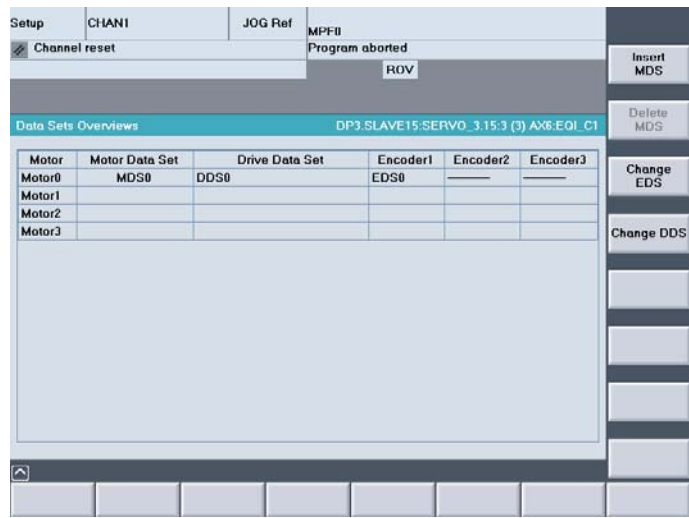 Setup CHAN1 JOG Ref MPF0
Channel reset Program aborted
ROV
Data Sets Overviews DP3.SLAVE15:SERVO_3.15:3 (3) AX6:EQI_C1
Motor Motor Data Set Drive Data Set Encoder1 Encoder2 Encoder3
Motor0 MDS0 DDS0 EDS0
Motor1
Motor2
Motor3
Insert
MDS
Delete
MDS
Change
EDS
Change DDS